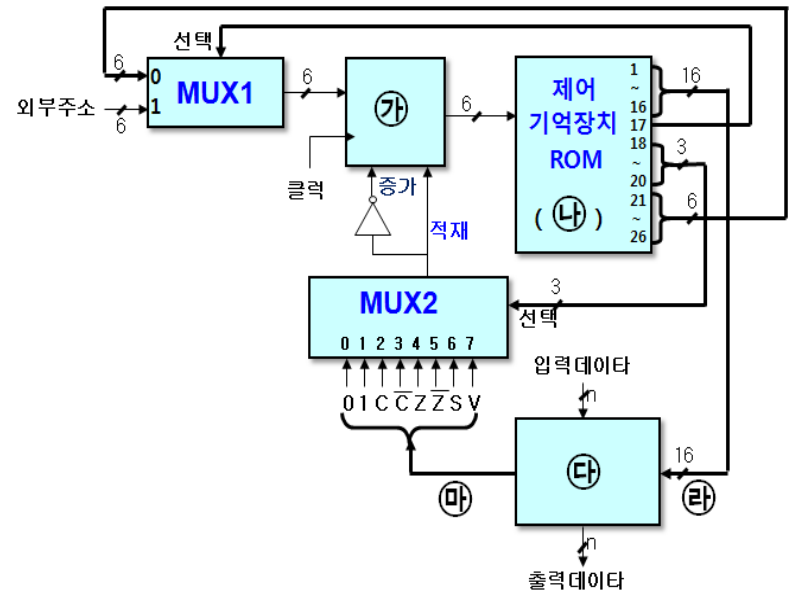 선택
6
0
1
MUX1
외부주소
6
6
㉮
클럭
증가
적재
6
제어
기억장치
ROM
( ㉯ )
1
~
16
17
18
~
20
21
~
26
16
3
6
MUX2
3
선택
0 1 2 3 4 5 6 7
0 1 C C̅ Z Z̅ S V
㉲
입력데이타
n
㉰
16
㉱
n
출력데이타